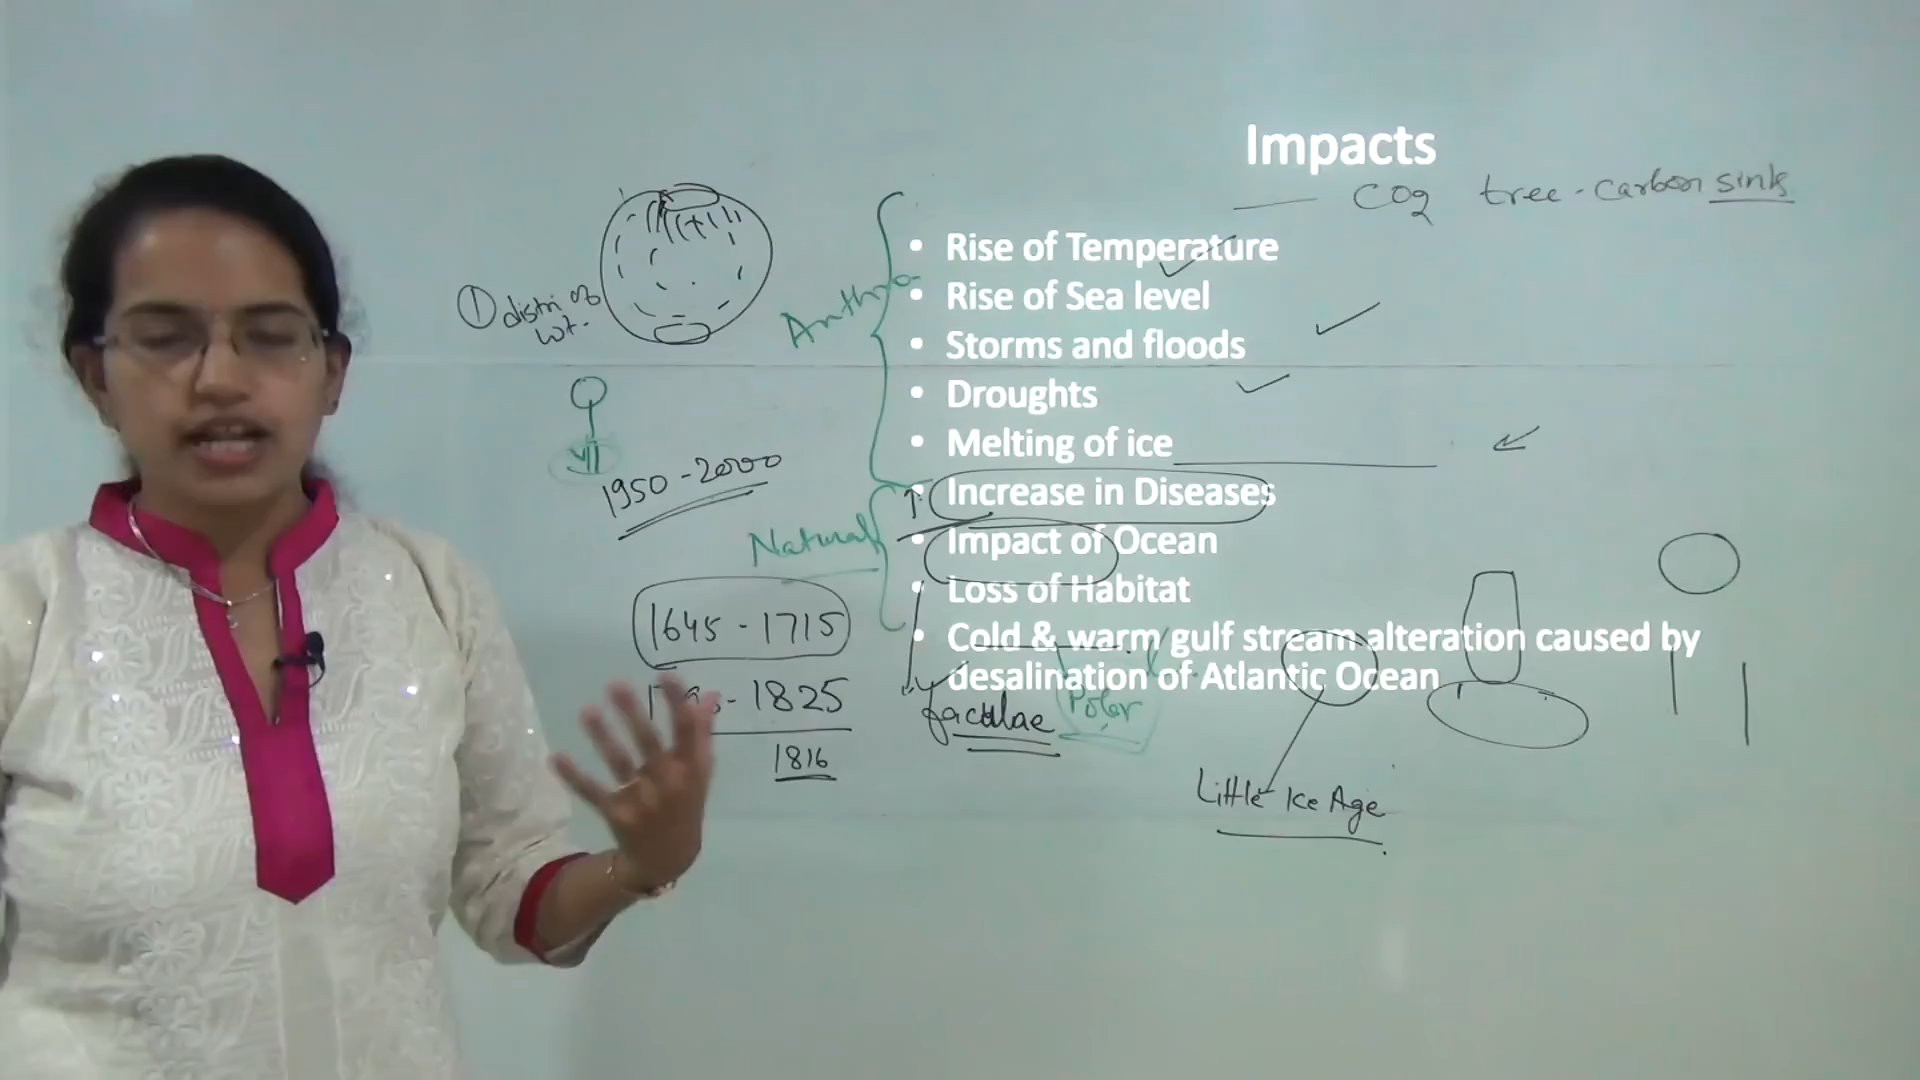 Impacts
CO2 tree - carbon sinks
• Rise of Temperature
• Rise of Sea level
① distri of
wt.
Anthro
• Storms and floods
• Droughts
• Melting of ice
1950 - 2000
• Increase in Diseases
Natural
• Impact of Ocean
• Loss of Habitat
1645 - 1715
• Cold & warm gulf stream alteration caused by
desalination of Atlantic Ocean
- 1825
faculae
Polar
1816
Little Ice Age